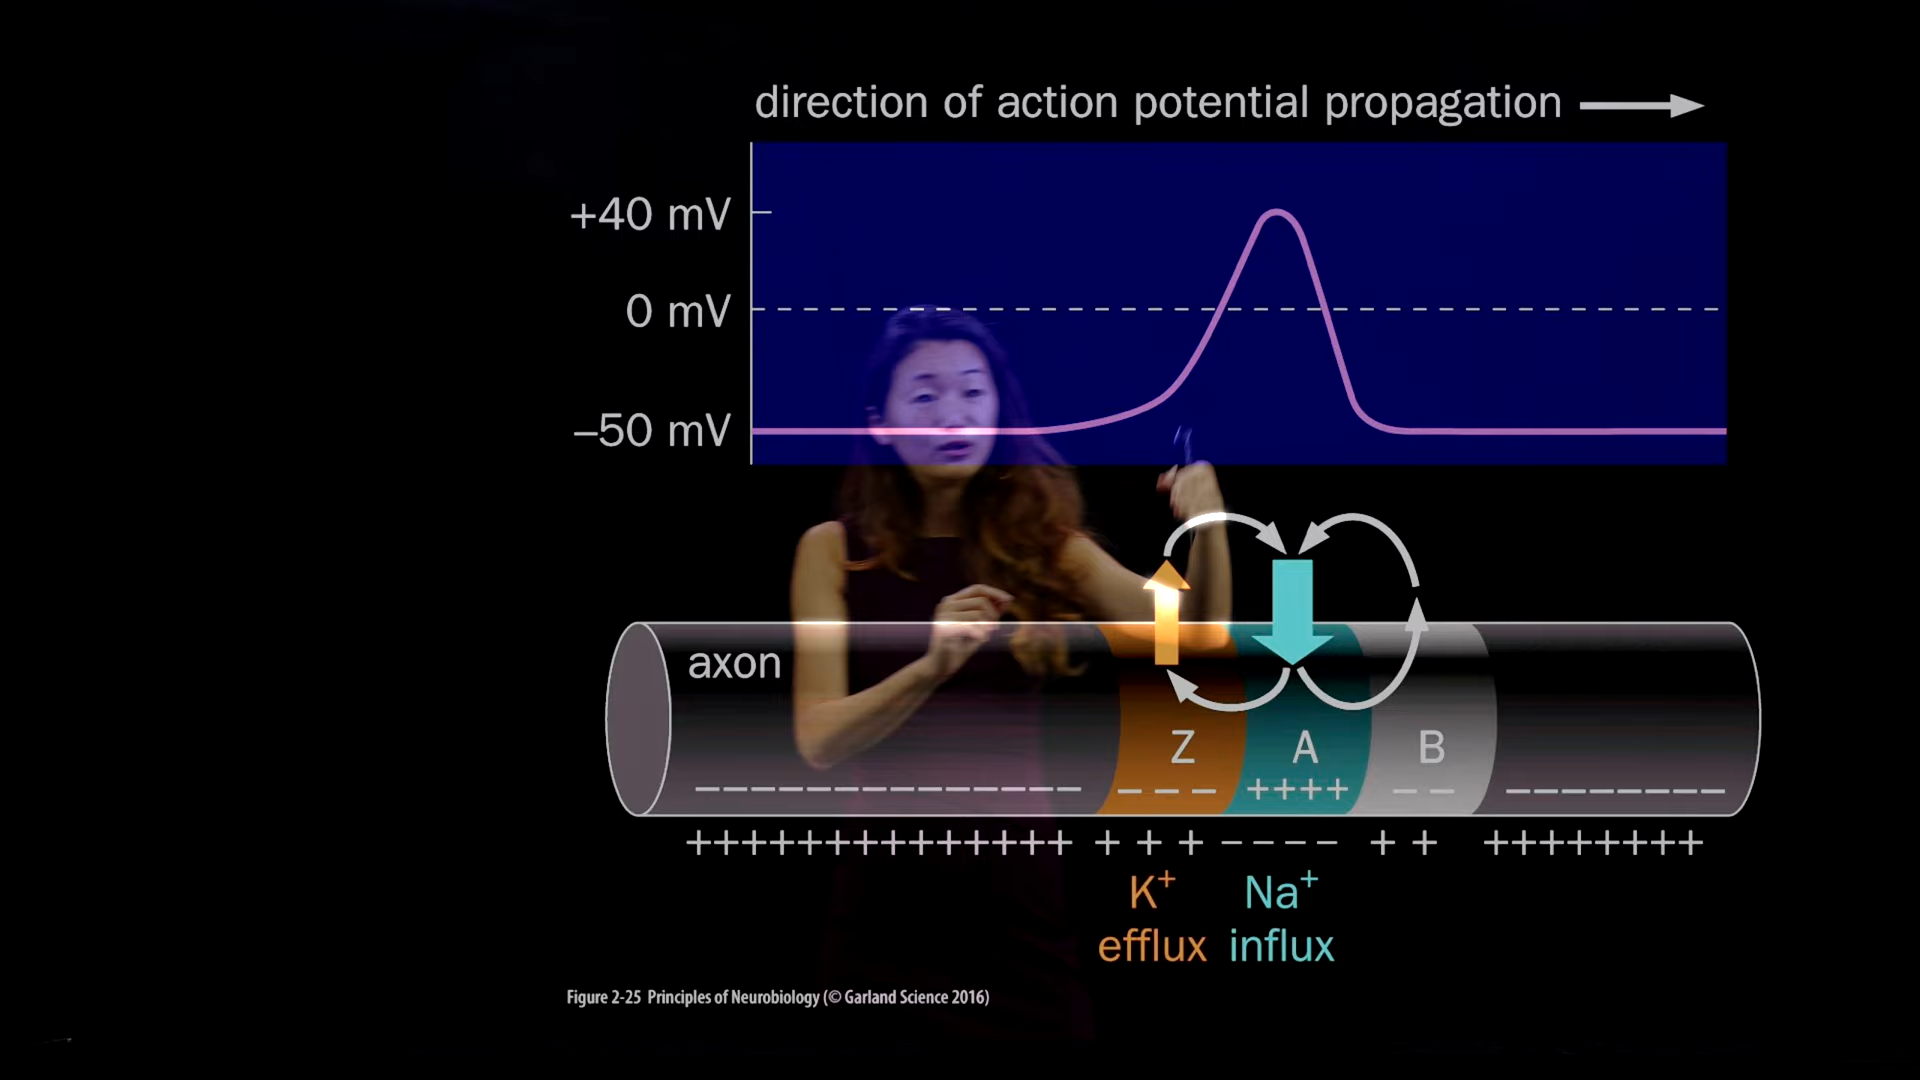 direction of action potential propagation
+40 mV
0 mV
–50 mV
axon
Z A B
– – – ++++ – –
++++++++++++++ + + + – – – – + + ++++++++
K⁺ Na⁺
efflux influx
Figure 2-25 Principles of Neurobiology (© Garland Science 2016)